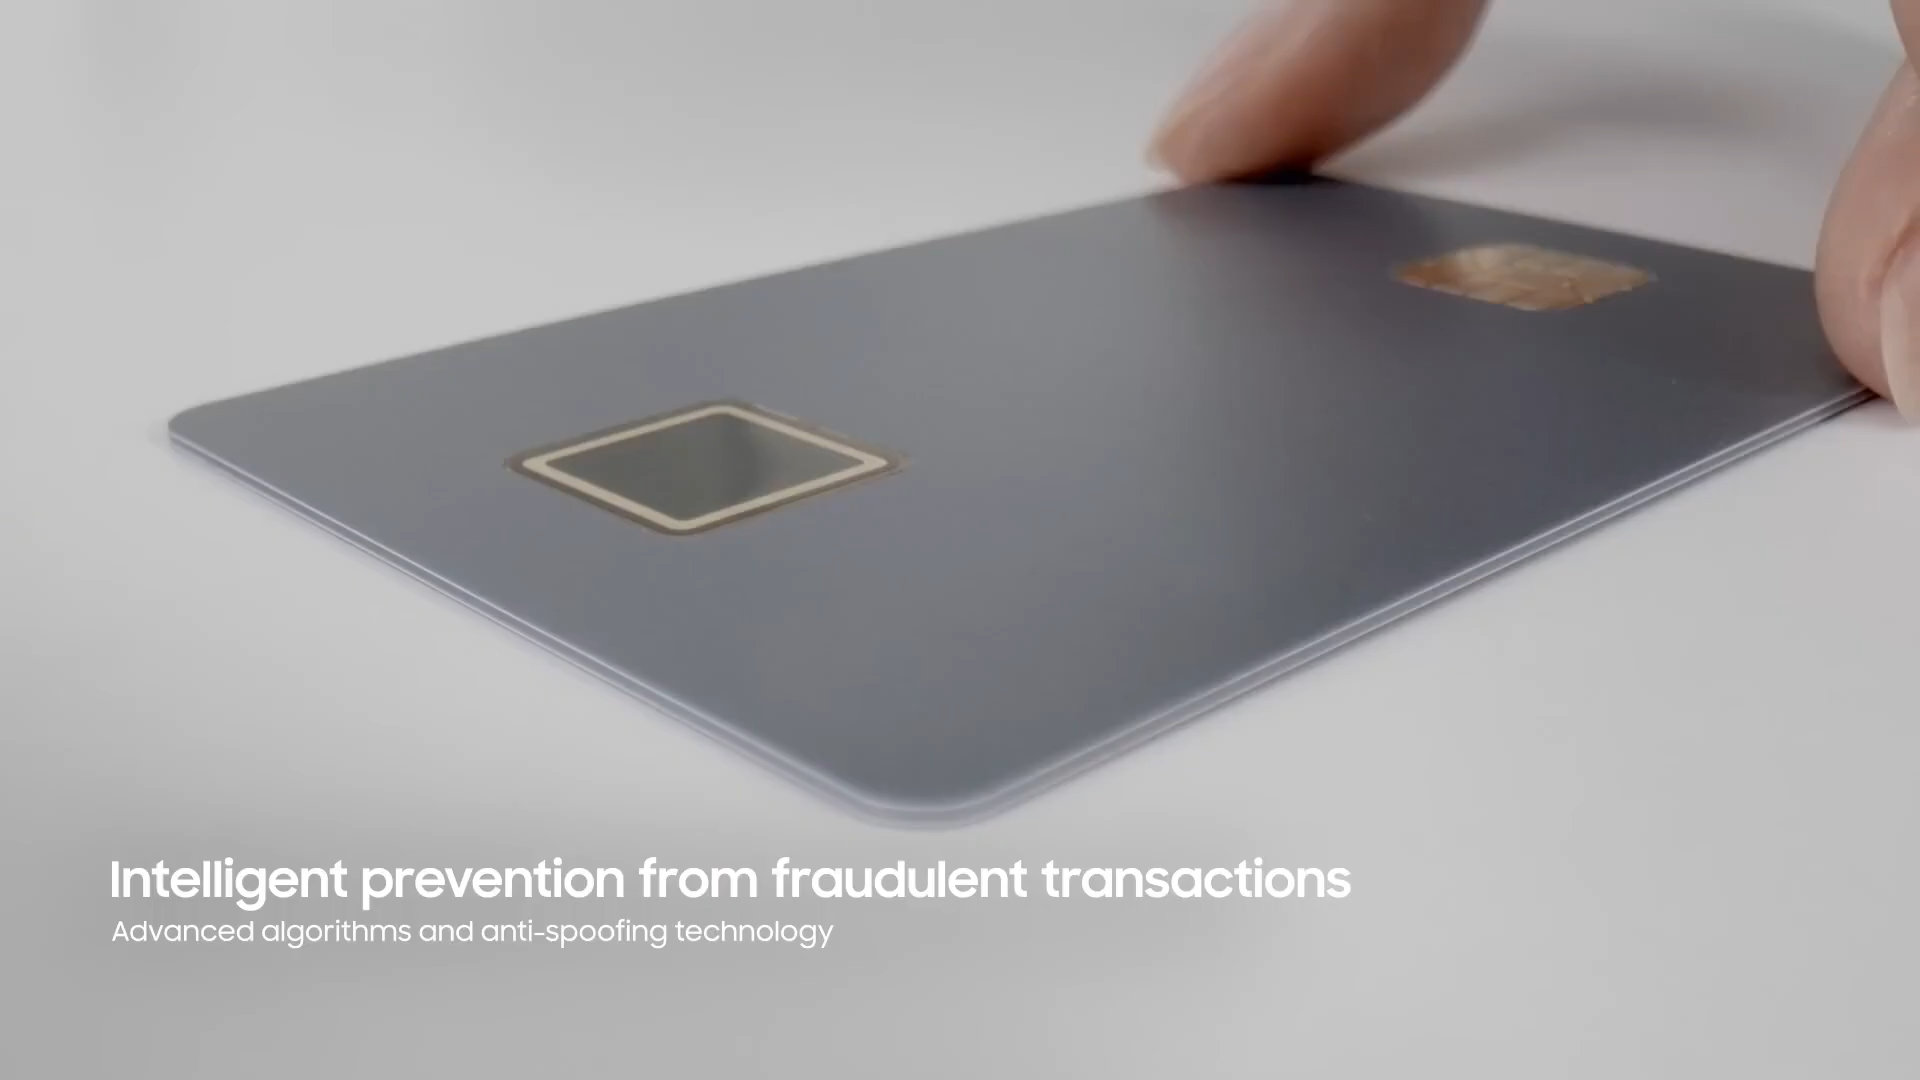 Intelligent prevention from fraudulent transactions
Advanced algorithms and anti-spoofing technology